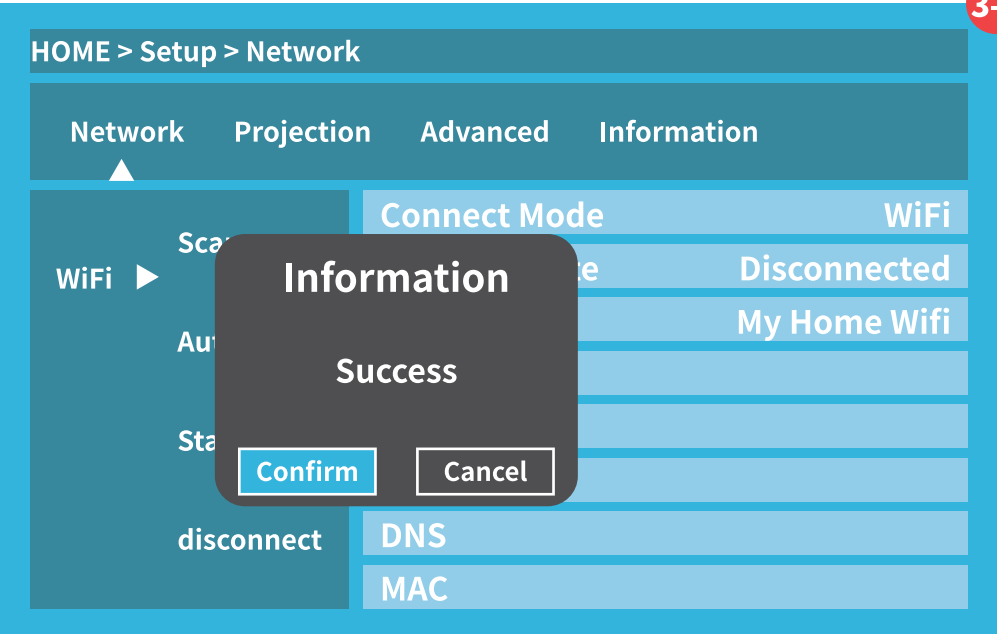 3-
HOME > Setup > Network
Network Projection Advanced Information
Connect Mode WiFi
Disconnected
WiFi
My Home Wifi
Information
Success
Confirm Cancel
disconnect
DNS
MAC